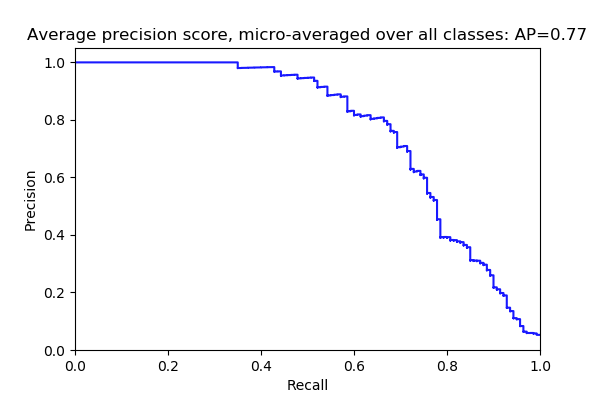 Average precision score, micro-averaged over all classes: AP=0.77
1.0
0.8
0.6
0.4
0.2
0.0
Precision
0.0 0.2 0.4 0.6 0.8 1.0
Recall